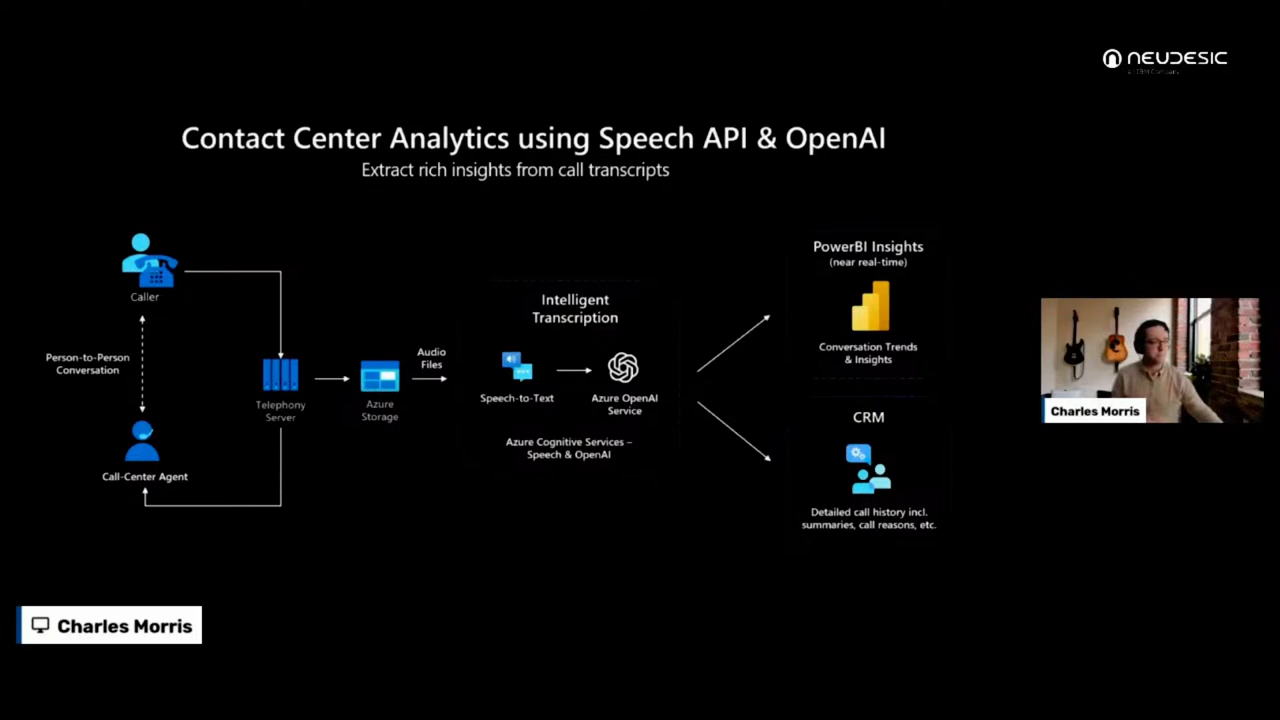 NEUDESIC
an IBM Company
Contact Center Analytics using Speech API & OpenAI
Extract rich insights from call transcripts
Caller
Person-to-Person
Conversation
Call-Center Agent
Telephony
Server
Azure
Storage
Audio
Files
Intelligent
Transcription
Speech-to-Text
Azure OpenAI
Service
Azure Cognitive Services –
Speech & OpenAI
PowerBI Insights
(near real-time)
Conversation Trends
& Insights
CRM
Detailed call history incl.
summaries, call reasons, etc.
Charles Morris
Charles Morris